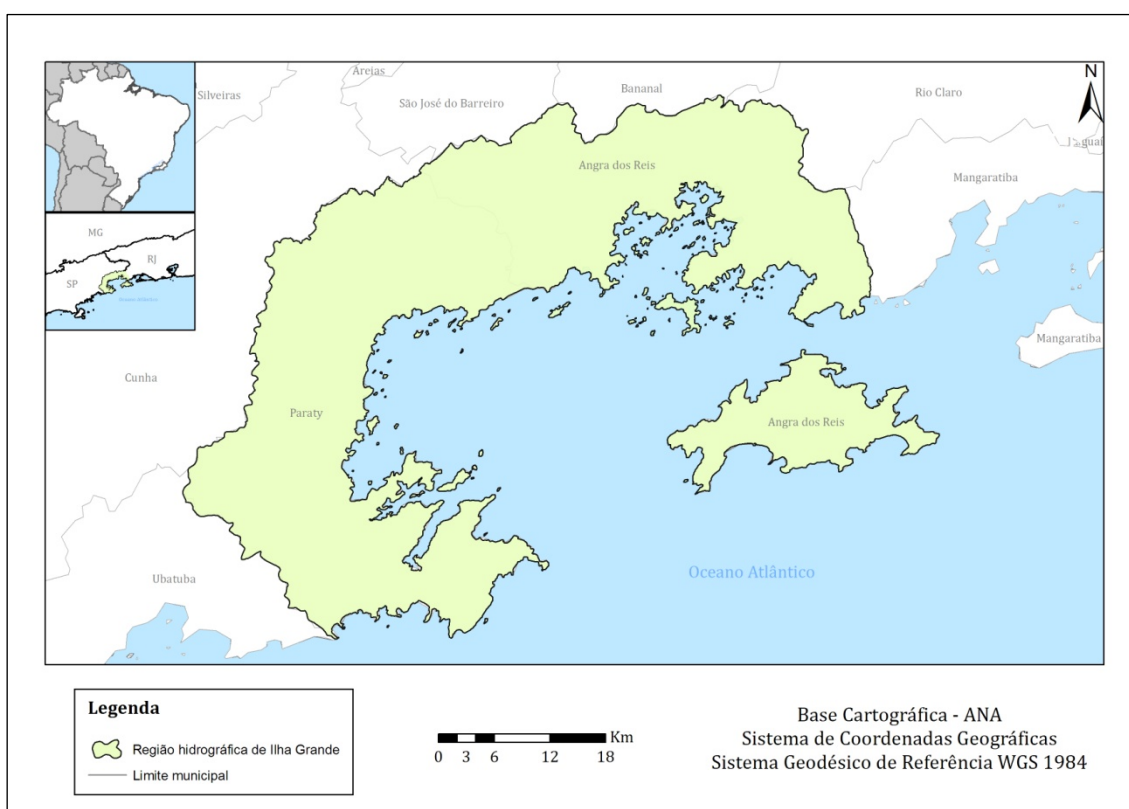 N
Areias
Silveiras
São José do Barreiro
Bananal
Rio Claro
Angra dos Reis
Mangaratiba
MG
RJ
SP
Oceano Atlântico
Mangaratiba
Cunha
Paraty
Angra dos Reis
Ubatuba
Oceano Atlântico
Legenda
Região hidrográfica de Ilha Grande
Limite municipal
Km
0 3 6 12 18
Base Cartográfica - ANA
Sistema de Coordenadas Geográficas
Sistema Geodésico de Referência WGS 1984